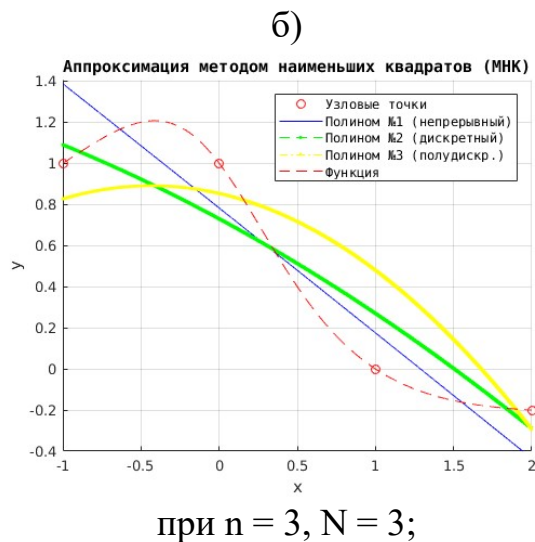 б)
Аппроксимация методом наименьших квадратов (МНК)
1.4
1.2
1
0.8
0.6
0.4
0.2
0
-0.2
-0.4
y
Узловые точки
Полином №1 (непрерывный)
Полином №2 (дискретный)
Полином №3 (полудискр.)
Функция
-1 -0.5 0 0.5 1 1.5 2
x
при n = 3, N = 3;